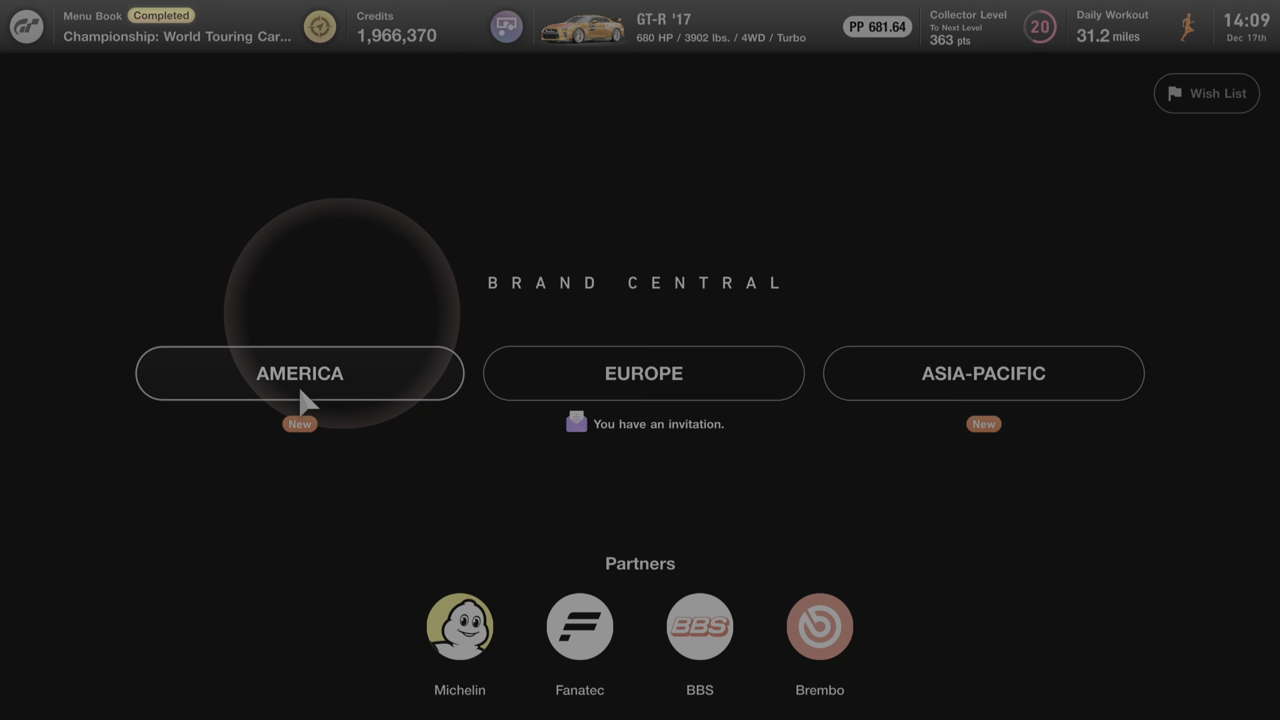 Menu Book Completed
Championship: World Touring Car...
Credits
1,966,370
GT-R '17
680 HP / 3902 lbs. / 4WD / Turbo
PP 681.64
Collector Level
To Next Level
363 pts
20
Daily Workout
31.2 miles
14:09
Dec 17th
Wish List
BRAND CENTRAL
AMERICA
EUROPE
ASIA-PACIFIC
New
You have an invitation.
New
Partners
BBS
Michelin
Fanatec
BBS
Brembo